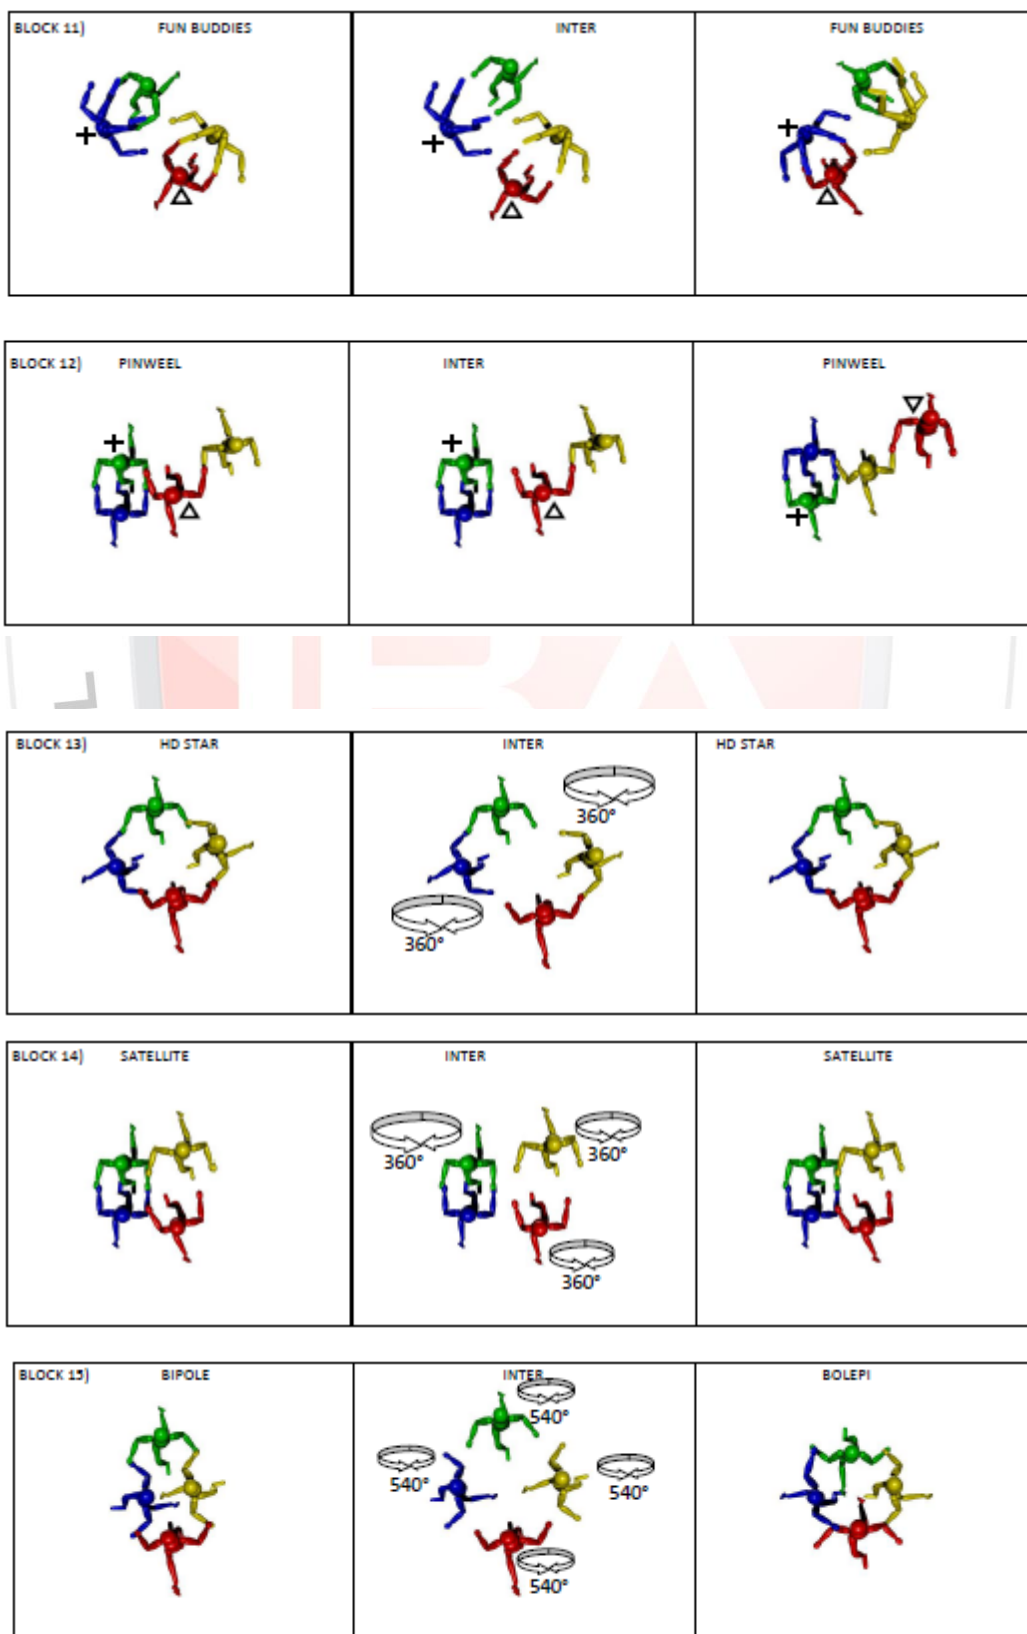 BLOCK 11) FUN BUDDIES INTER FUN BUDDIES
BLOCK 12) PINWEEL INTER PINWEEL
BLOCK 13) HD STAR INTER HD STAR
360°
360°
BLOCK 14) SATELLITE INTER SATELLITE
360° 360°
360°
BLOCK 15) BIPOLE INTER BOLEPI
540°
540° 540°
540°